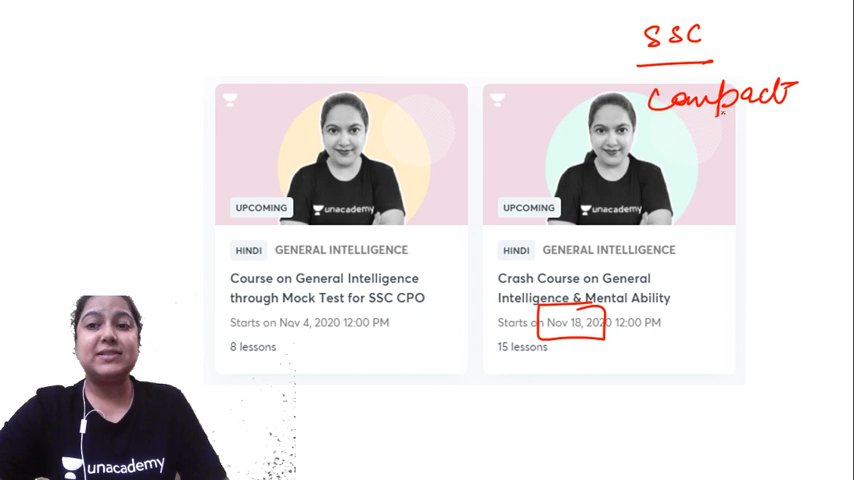 SSC
Compact
UPCOMING
unacademy
HINDI GENERAL INTELLIGENCE
Course on General Intelligence
through Mock Test for SSC CPO
Starts on Nov 4, 2020 12:00 PM
8 lessons
UPCOMING
unacademy
HINDI GENERAL INTELLIGENCE
Crash Course on General
Intelligence & Mental Ability
Starts on Nov 18, 2020 12:00 PM
15 lessons
unacademy